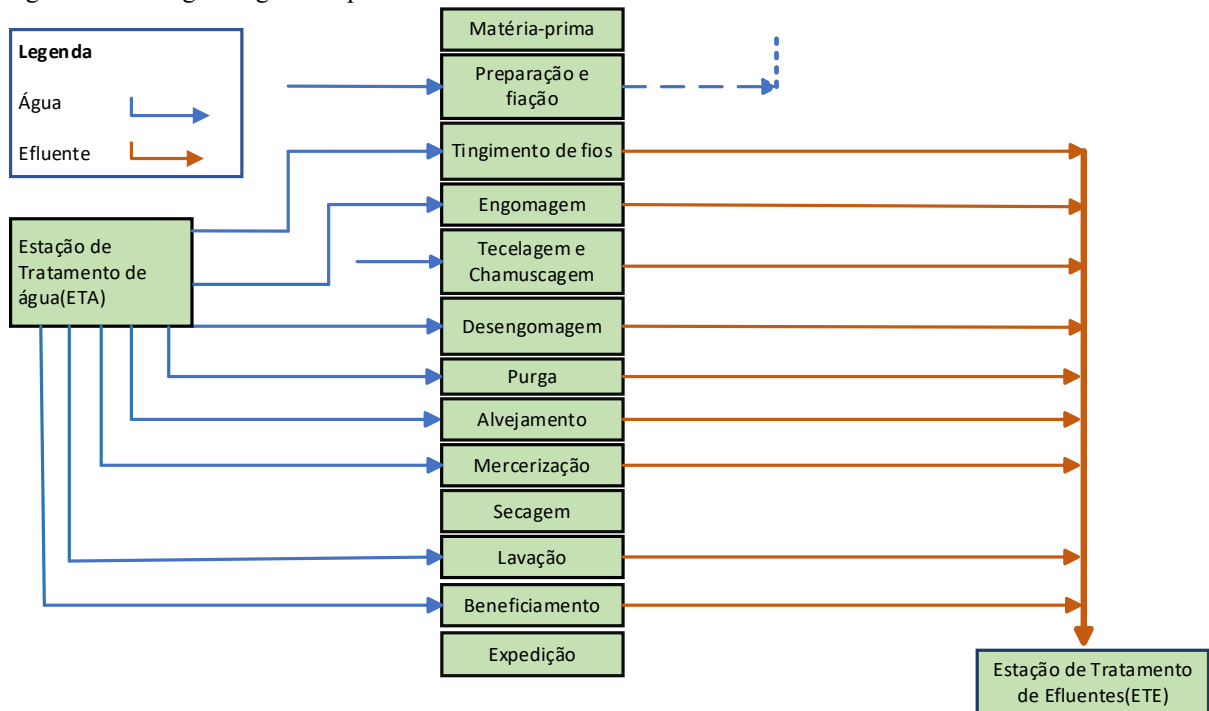 Legenda
Água
Efluente
Estação de
Tratamento de
água(ETA)
Matéria-prima
Preparação e
fiação
Tingimento de fios
Engomagem
Tecelagem e
Chamuscagem
Desengomagem
Purga
Alvejamento
Mercerização
Secagem
Lavação
Beneficiamento
Expedição
Estação de Tratamento
de Efluentes(ETE)